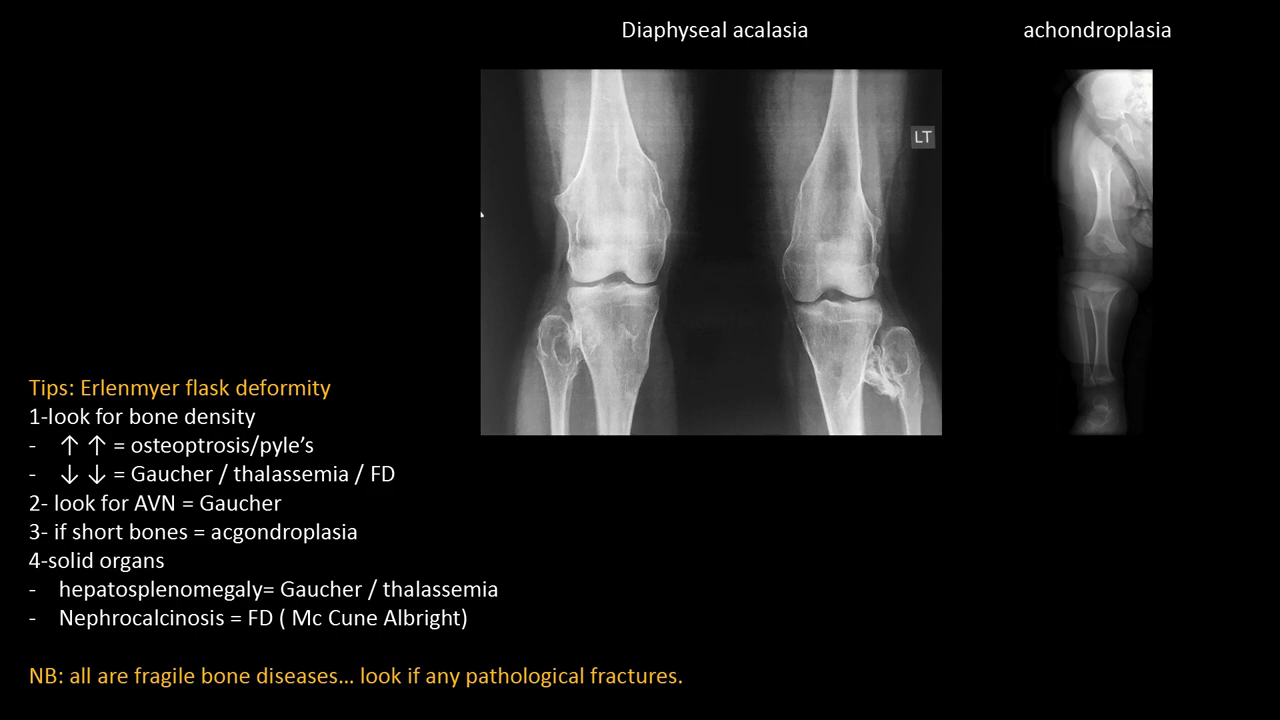 Diaphyseal acalasia
achondroplasia
LT
Tips: Erlenmyer flask deformity
1-look for bone density
- ↑ ↑ = osteoptrosis/pyle’s
- ↓ ↓ = Gaucher / thalassemia / FD
2- look for AVN = Gaucher
3- if short bones = acgondroplasia
4-solid organs
- hepatosplenomegaly= Gaucher / thalassemia
- Nephrocalcinosis = FD ( Mc Cune Albright)
NB: all are fragile bone diseases… look if any pathological fractures.